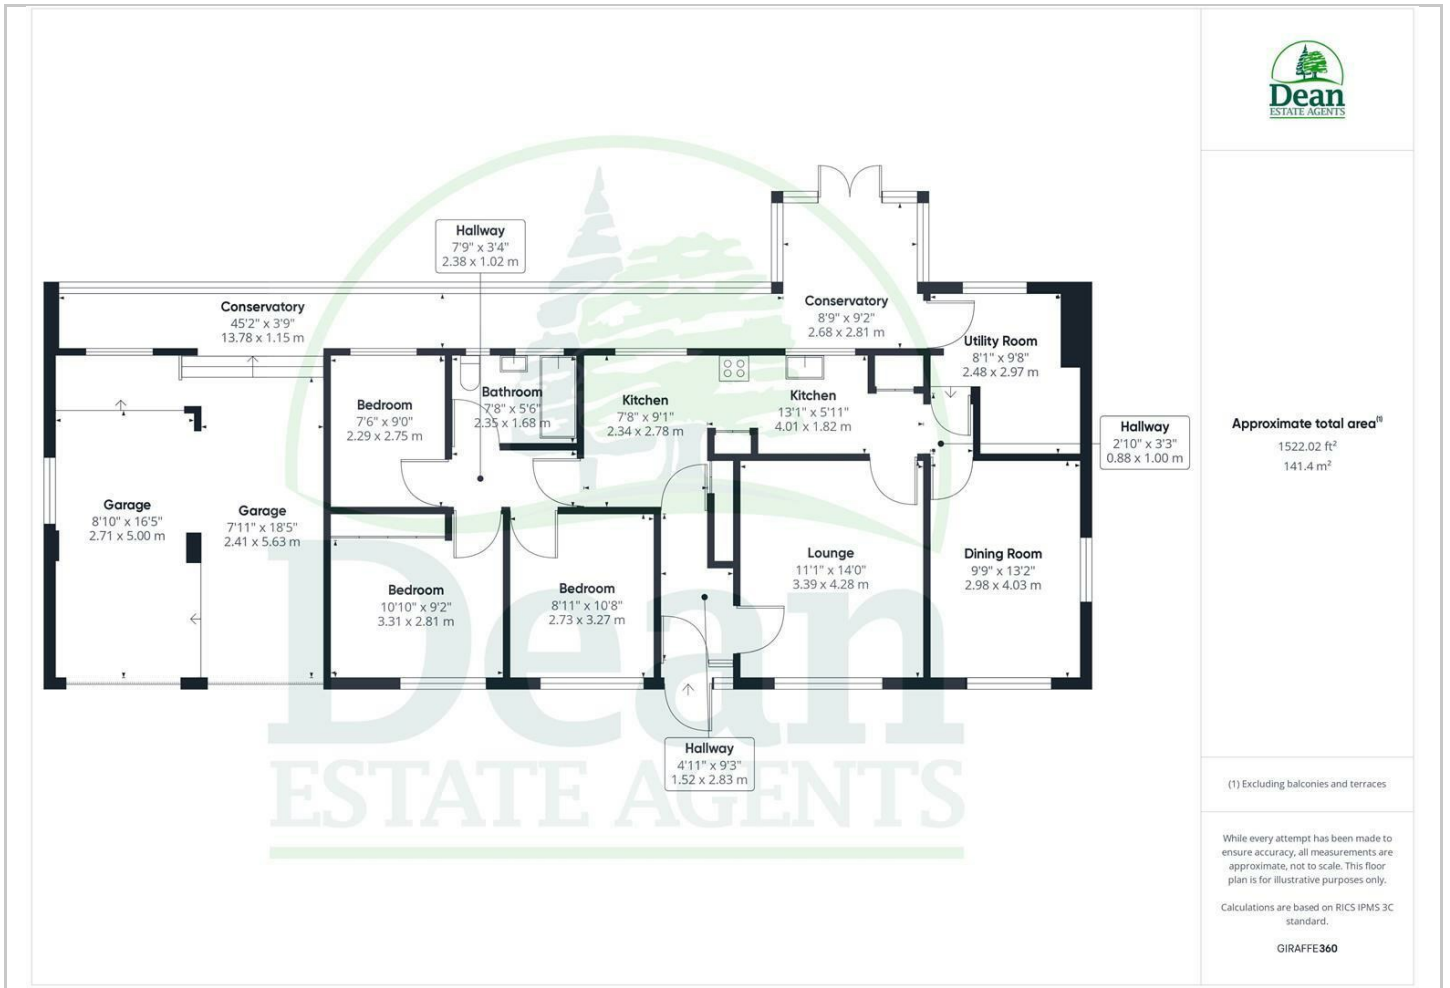 Dean
ESTATE AGENTS
Hallway
7'9" x 3'4"
2.38 x 1.02 m
Conservatory
45'2" x 3'9"
13.78 x 1.15 m
Conservatory
8'9" x 9'2"
2.68 x 2.81 m
Utility Room
8'1" x 9'8"
2.48 x 2.97 m
Bedroom
7'6" x 9'0"
2.29 x 2.75 m
Bathroom
7'8" x 5'6"
2.35 x 1.68 m
Kitchen
7'8" x 9'1"
2.34 x 2.78 m
Kitchen
13'1" x 5'11"
4.01 x 1.82 m
Hallway
2'10" x 3'3"
0.88 x 1.00 m
Garage
8'10" x 16'5"
2.71 x 5.00 m
Garage
7'11" x 18'5"
2.41 x 5.63 m
Bedroom
10'10" x 9'2"
3.31 x 2.81 m
Bedroom
8'11" x 10'8"
2.73 x 3.27 m
Lounge
11'1" x 14'0"
3.39 x 4.28 m
Dining Room
9'9" x 13'2"
2.98 x 4.03 m
Hallway
4'11" x 9'3"
1.52 x 2.83 m
Dean
ESTATE AGENTS
Approximate total area⁽¹⁾
1522.02 ft²
141.4 m²
(1) Excluding balconies and terraces
While every attempt has been made to
ensure accuracy, all measurements are
approximate, not to scale. This floor
plan is for illustrative purposes only.
Calculations are based on RICS IPMS 3C
standard.
GIRAFFE360